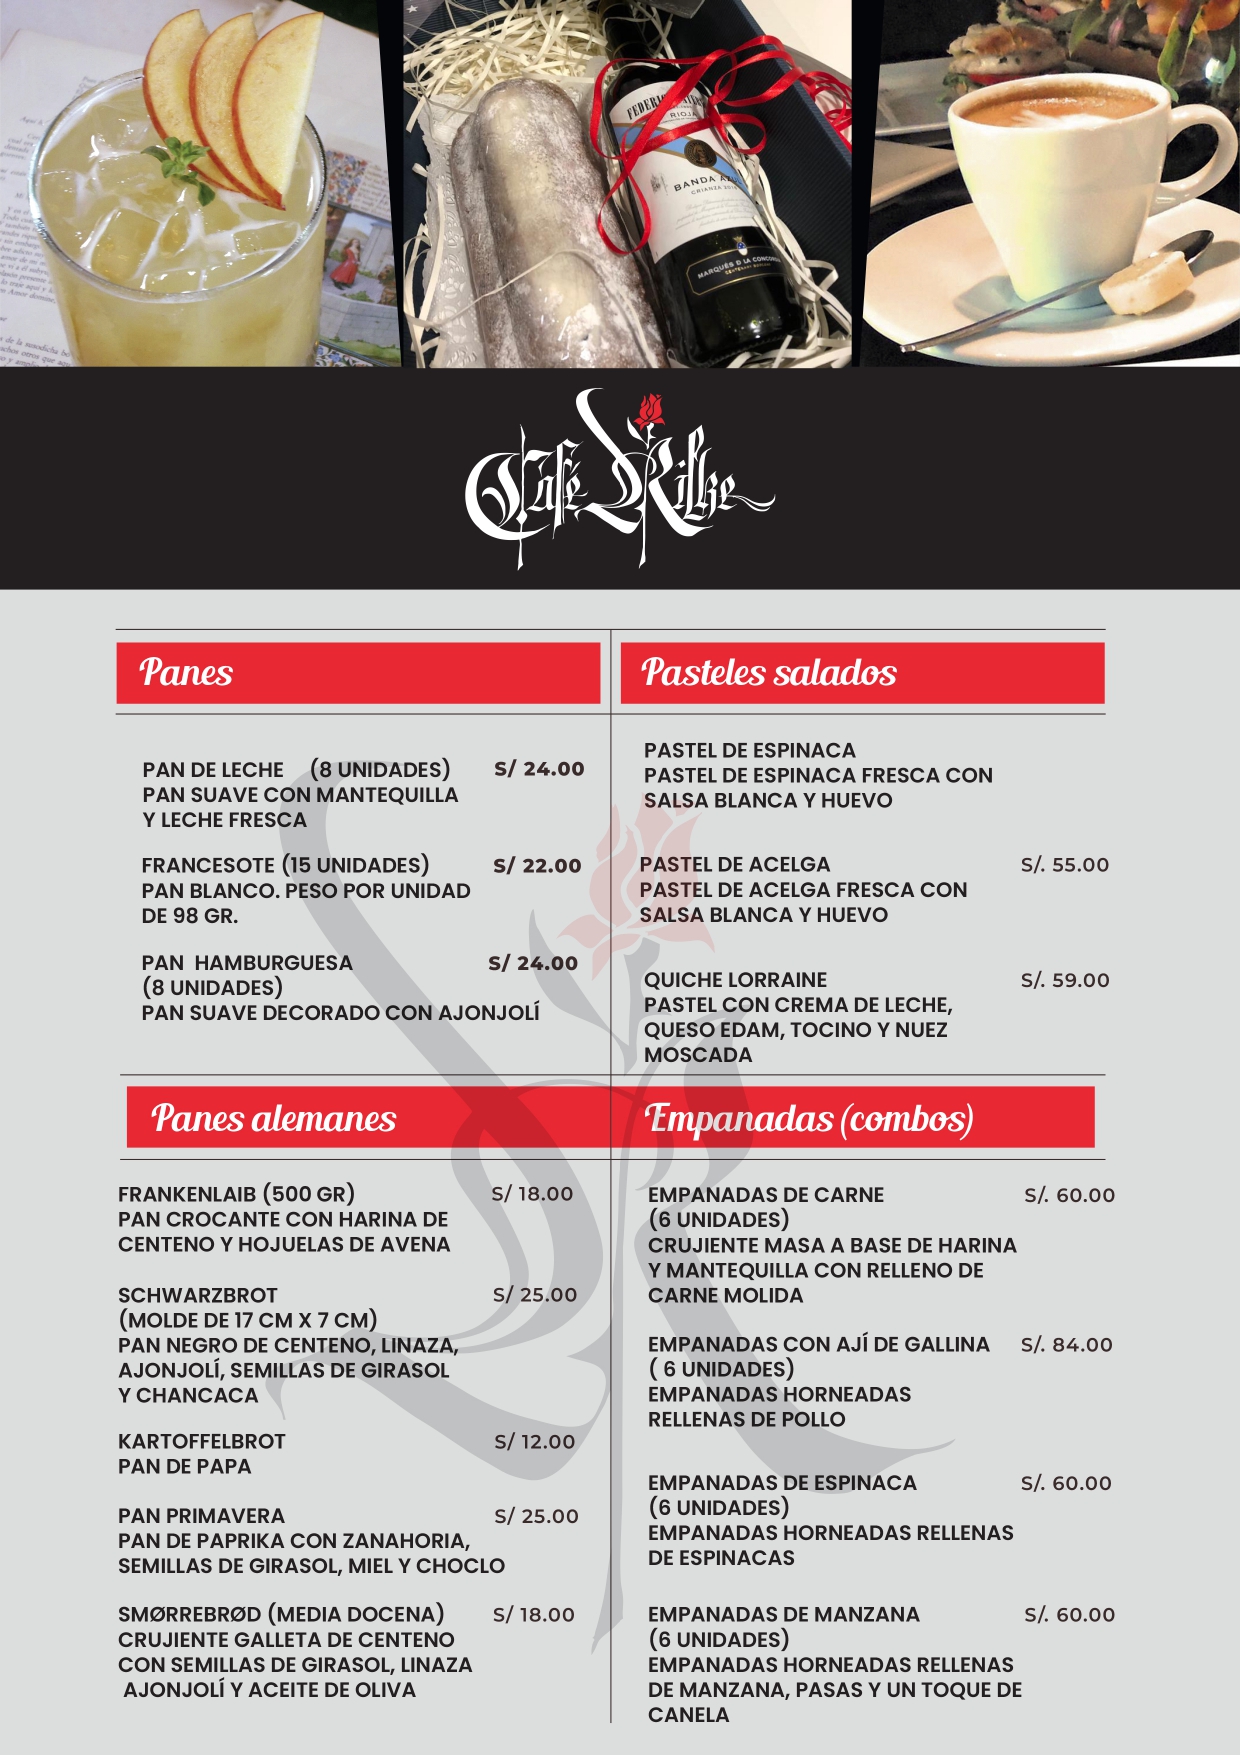 FEDERICO
RIOJA
BANDA AZUL
CRIANZA
MARQUÉS D LA CONCORDIA
Café Rilke
Panes
PAN DE LECHE (8 UNIDADES) S/ 24.00
PAN SUAVE CON MANTEQUILLA
Y LECHE FRESCA
FRANCESOTE (15 UNIDADES) S/ 22.00
PAN BLANCO. PESO POR UNIDAD
DE 98 GR.
PAN HAMBURGUESA S/ 24.00
(8 UNIDADES)
PAN SUAVE DECORADO CON AJONJOLÍ
Pasteles salados
PASTEL DE ESPINACA
PASTEL DE ESPINACA FRESCA CON
SALSA BLANCA Y HUEVO
PASTEL DE ACELGA S/. 55.00
PASTEL DE ACELGA FRESCA CON
SALSA BLANCA Y HUEVO
QUICHE LORRAINE S/. 59.00
PASTEL CON CREMA DE LECHE,
QUESO EDAM, TOCINO Y NUEZ
MOSCADA
Panes alemanes
FRANKENLAIB (500 GR) S/ 18.00
PAN CROCANTE CON HARINA DE
CENTENO Y HOJUELAS DE AVENA
SCHWARZBROT S/ 25.00
(MOLDE DE 17 CM X 7 CM)
PAN NEGRO DE CENTENO, LINAZA,
AJONJOLÍ, SEMILLAS DE GIRASOL
Y CHANCACA
KARTOFFELBROT S/ 12.00
PAN DE PAPA
PAN PRIMAVERA S/ 25.00
PAN DE PAPRIKA CON ZANAHORIA,
SEMILLAS DE GIRASOL, MIEL Y CHOCLO
SMØRREBRØD (MEDIA DOCENA) S/ 18.00
CRUJIENTE GALLETA DE CENTENO
CON SEMILLAS DE GIRASOL, LINAZA
AJONJOLÍ Y ACEITE DE OLIVA
Empanadas (combos)
EMPANADAS DE CARNE S/. 60.00
(6 UNIDADES)
CRUJIENTE MASA A BASE DE HARINA
Y MANTEQUILLA CON RELLENO DE
CARNE MOLIDA
EMPANADAS CON AJÍ DE GALLINA S/. 84.00
( 6 UNIDADES)
EMPANADAS HORNEADAS
RELLENAS DE POLLO
EMPANADAS DE ESPINACA S/. 60.00
(6 UNIDADES)
EMPANADAS HORNEADAS RELLENAS
DE ESPINACAS
EMPANADAS DE MANZANA S/. 60.00
(6 UNIDADES)
EMPANADAS HORNEADAS RELLENAS
DE MANZANA, PASAS Y UN TOQUE DE
CANELA